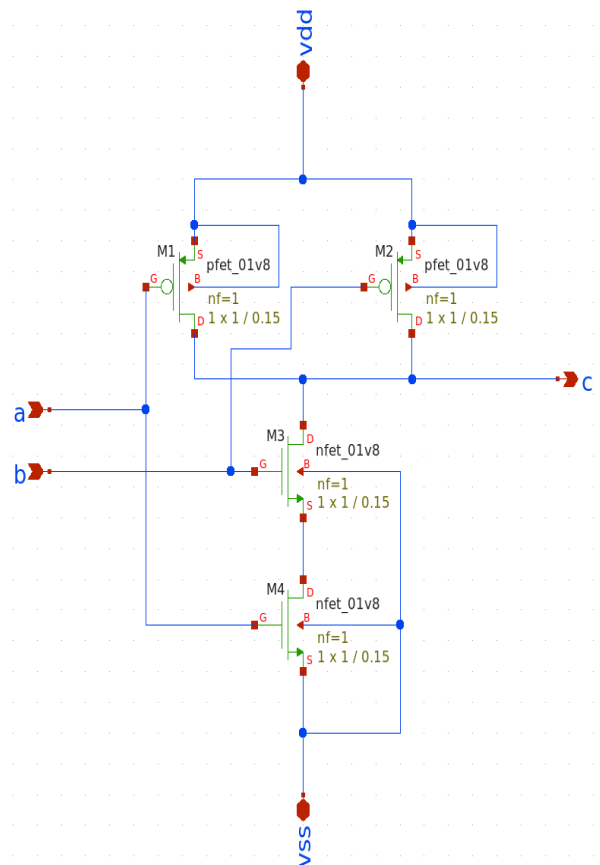 vdd
M1
S
pfet_01v8
G
B
nf=1
D
1 x 1 / 0.15
M2
S
pfet_01v8
G
B
nf=1
D
1 x 1 / 0.15
c
a
b
M3
D
nfet_01v8
G
B
nf=1
S
1 x 1 / 0.15
M4
D
nfet_01v8
G
B
nf=1
S
1 x 1 / 0.15
vss